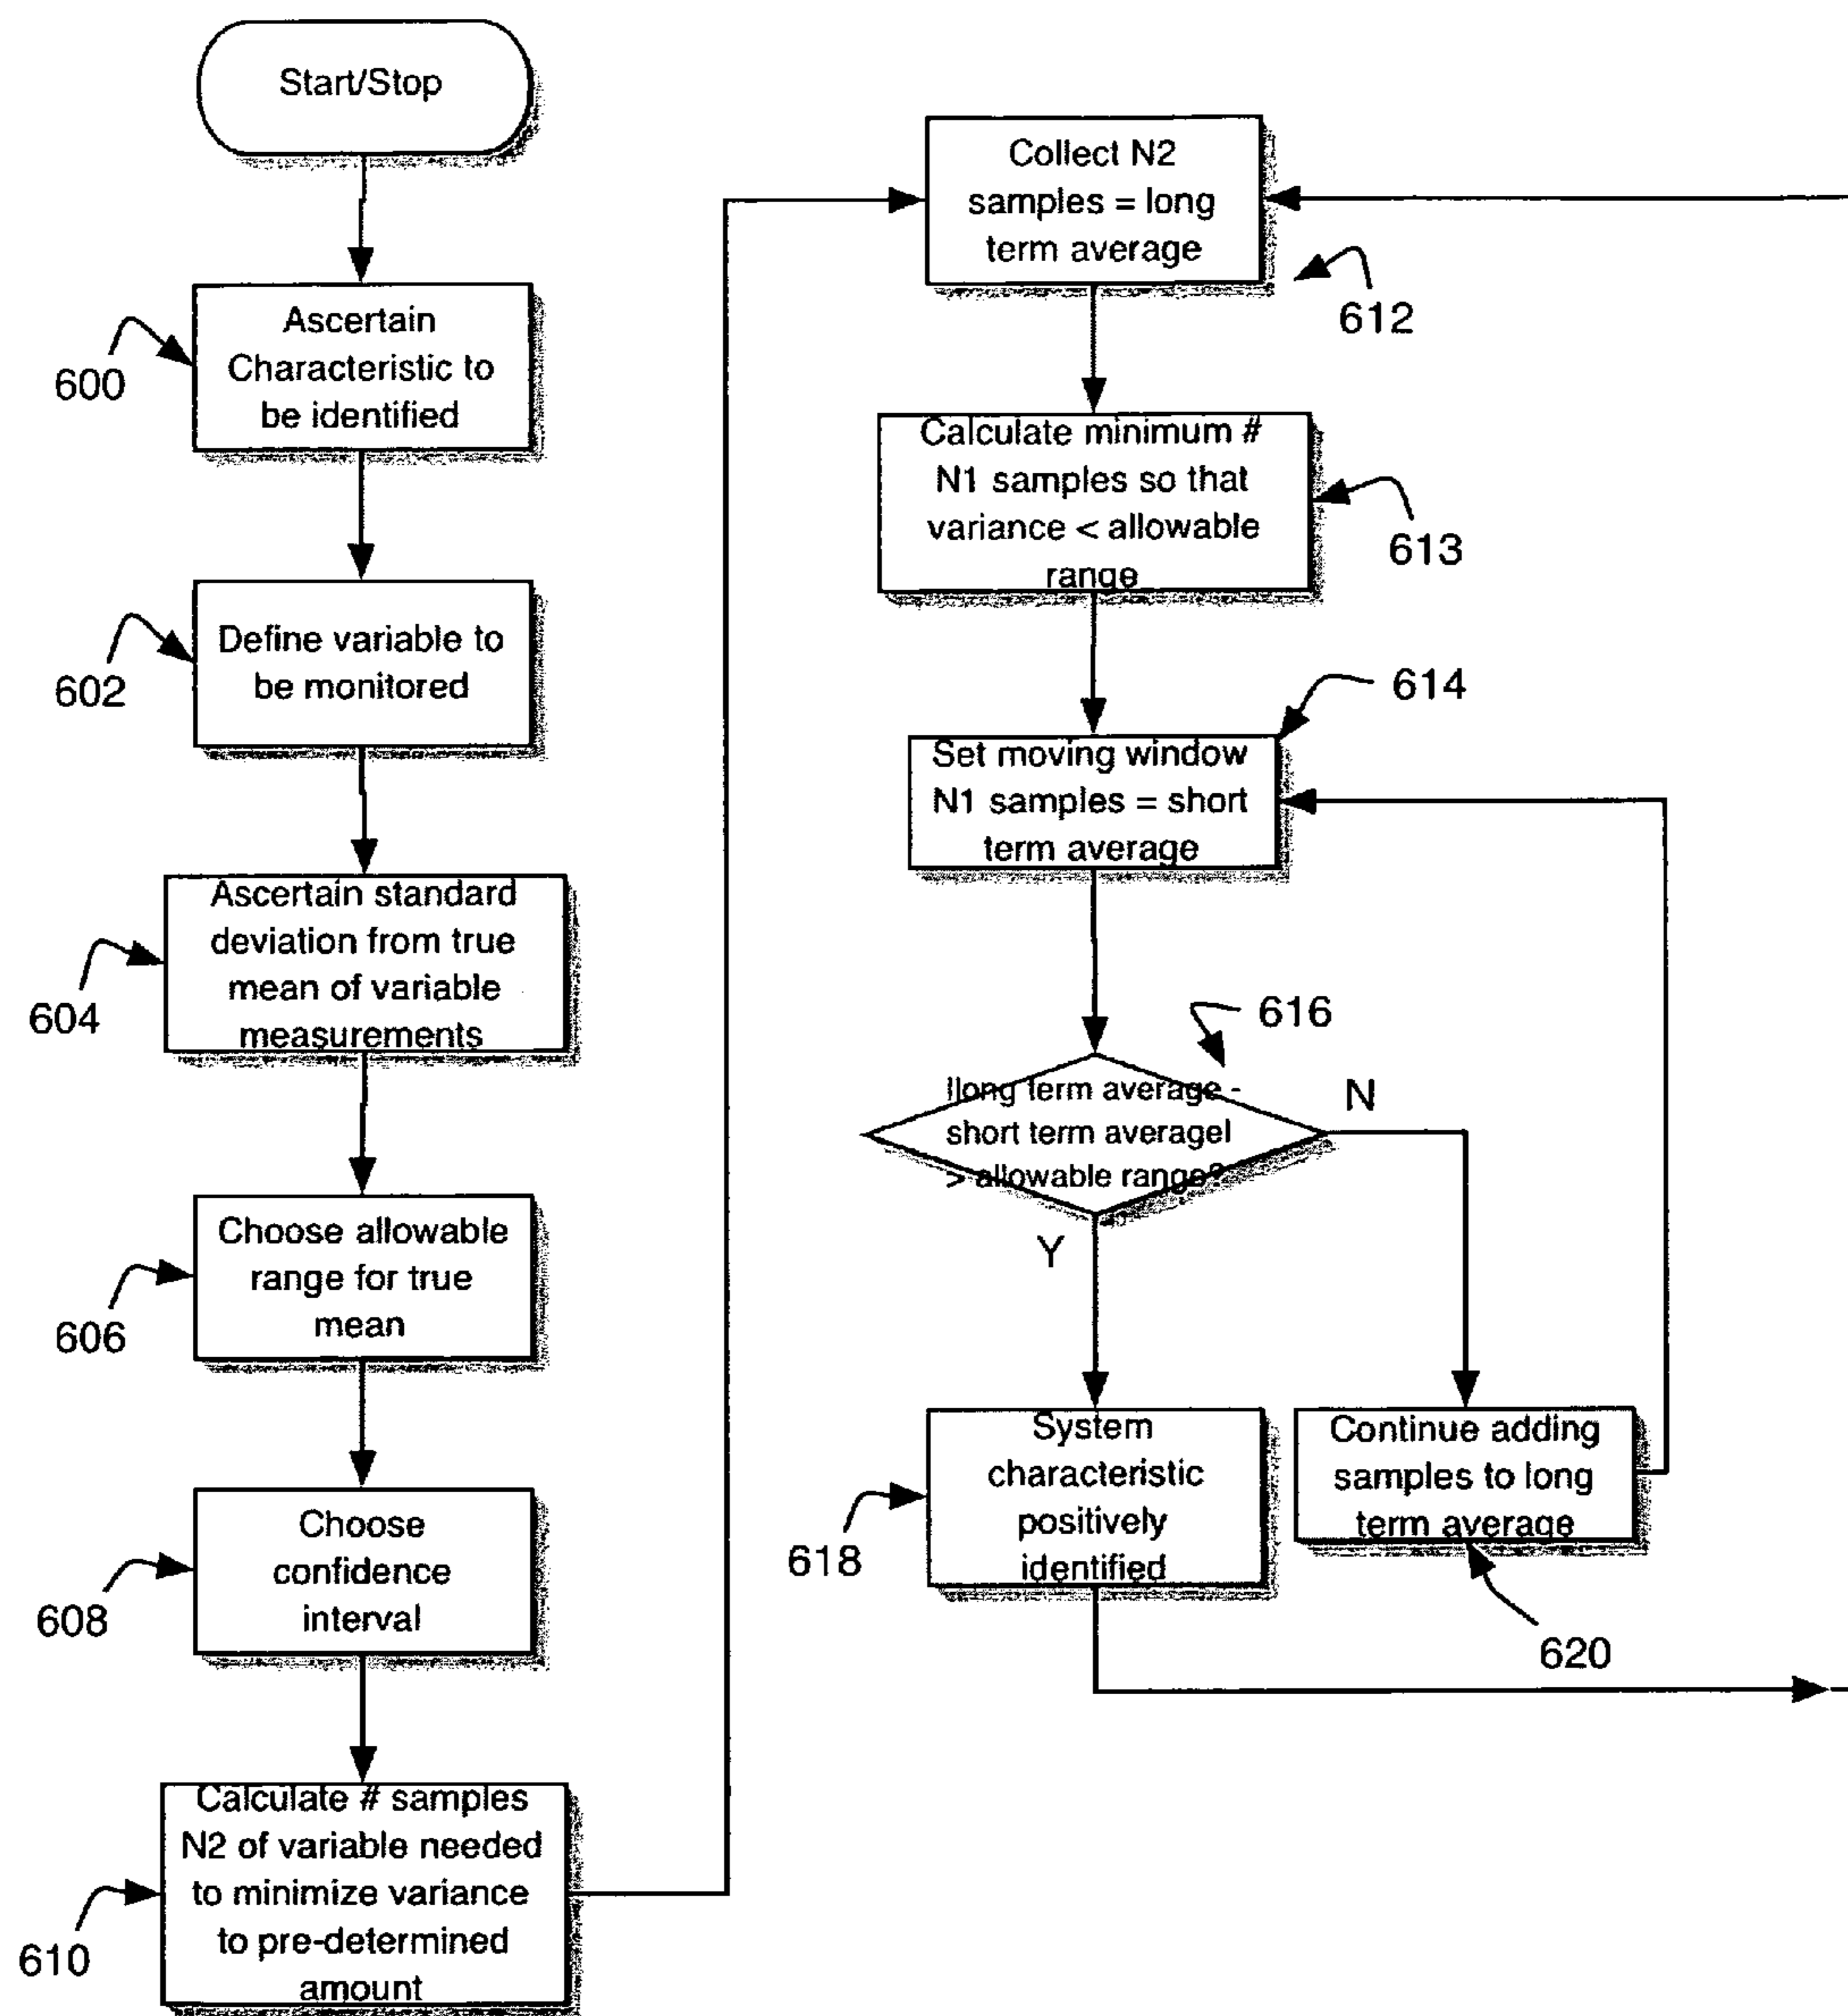 Start/Stop
600
Ascertain
Characteristic to
be identified
602
Define variable to
be monitored
604
Ascertain standard
deviation from true
mean of variable
measurements
606
Choose allowable
range for true
mean
608
Choose
confidence
interval
610
Calculate # samples
N2 of variable needed
to minimize variance
to pre-determined
amount
Collect N2
samples = long
term average
612
Calculate minimum #
N1 samples so that
variance < allowable
range
613
614
Set moving window
N1 samples = short
term average
616
|long term average -
short term average|
> allowable range?
N
Y
618
System
characteristic
positively
identified
Continue adding
samples to long
term average
620